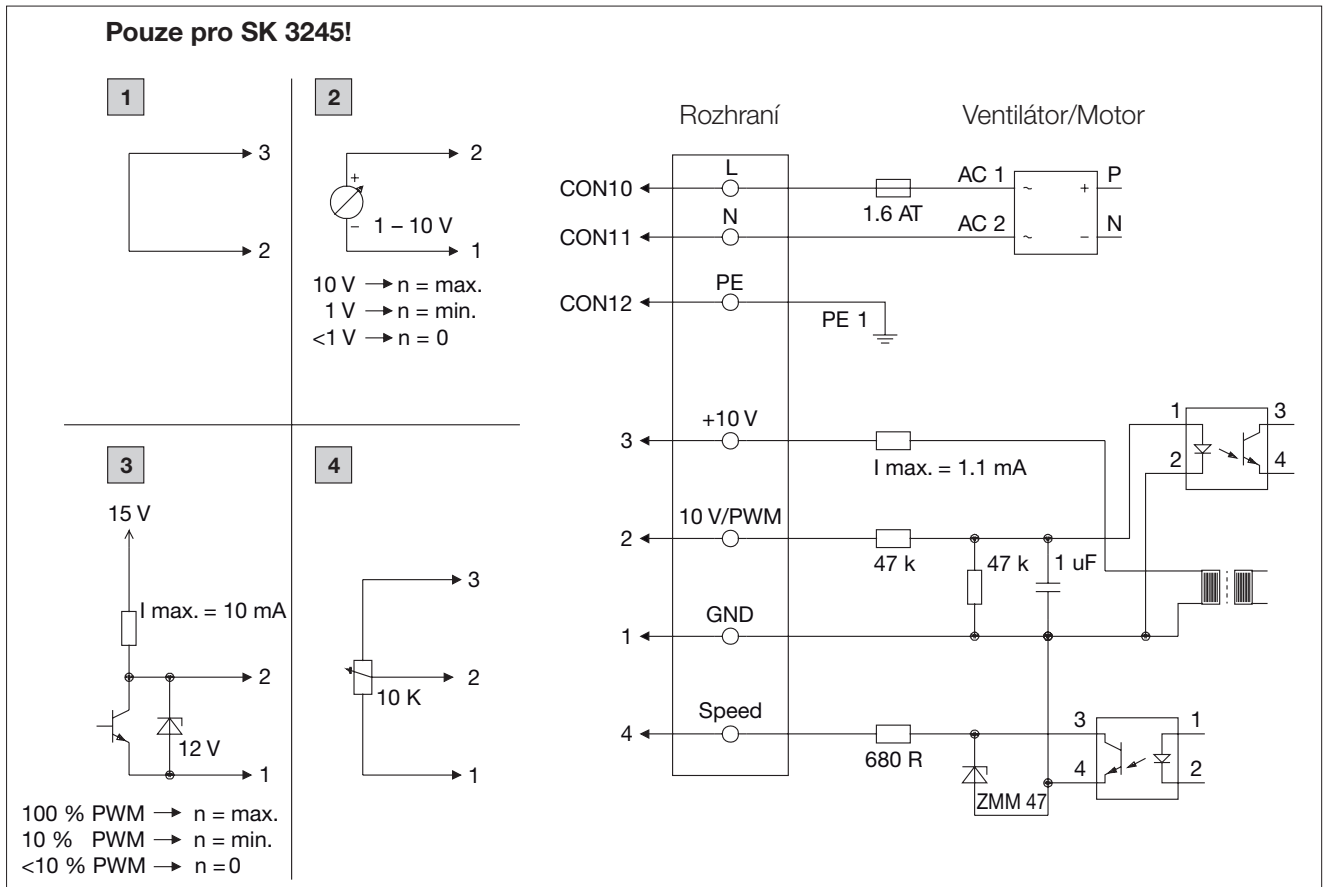 Pouze pro SK 3245!
1
3
2
2
2
+
–
1 – 10 V
1
10 V → n = max.
1 V → n = min.
<1 V → n = 0
3
15 V
I max. = 10 mA
2
12 V
1
100 % PWM → n = max.
10 % PWM → n = min.
<10 % PWM → n = 0
4
3
2
10 K
1
Rozhraní
Ventilátor/Motor
CON10
L
1.6 AT
AC 1
~
+
P
CON11
N
AC 2
~
–
N
CON12
PE
PE 1
3
+10 V
I max. = 1.1 mA
1
3
2
4
2
10 V/PWM
47 k
47 k
1 uF
1
GND
4
Speed
680 R
ZMM 47
3
1
4
2